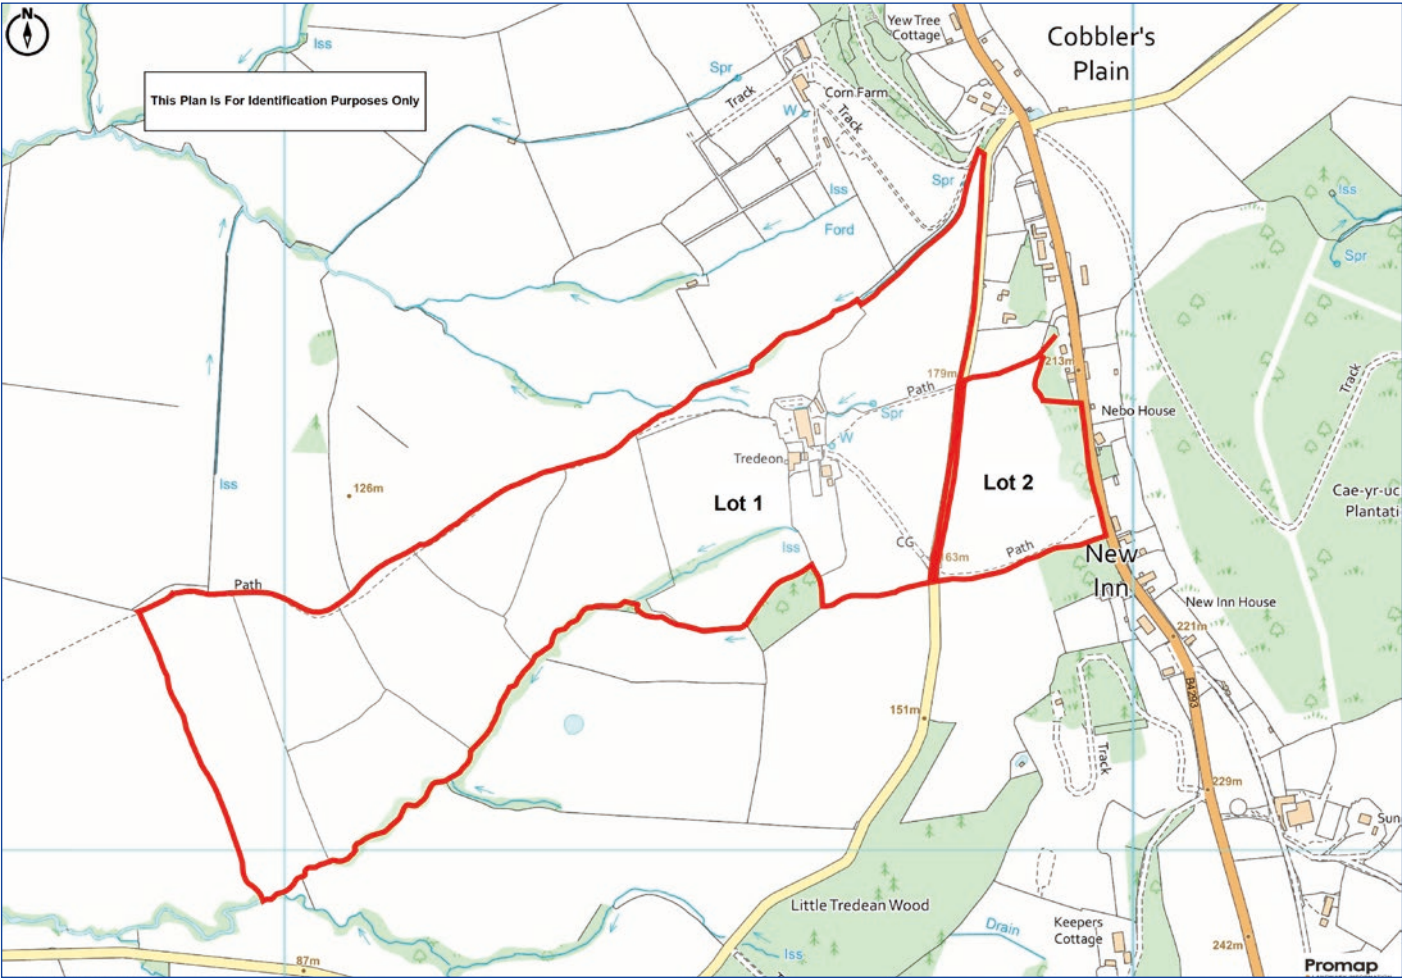 N
Iss
This Plan Is For Identification Purposes Only
Yew Tree
Cottage
Cobbler's
Plain
Spr
Track
Corn Farm
W
Track
Spr
Iss
Ford
Iss
Spr
179m
Path
213m
Spr
Nebo House
W
Track
Tredeon
Lot 1
Lot 2
Iss
126m
Cae-yr-uc
Plantati
CG
Iss
63m
Path
New
Inn
Path
New Inn House
221m
B4293
151m
Track
229m
Sun
Little Tredean Wood
Drain
Keepers
Cottage
Iss
242m
87m
Promap